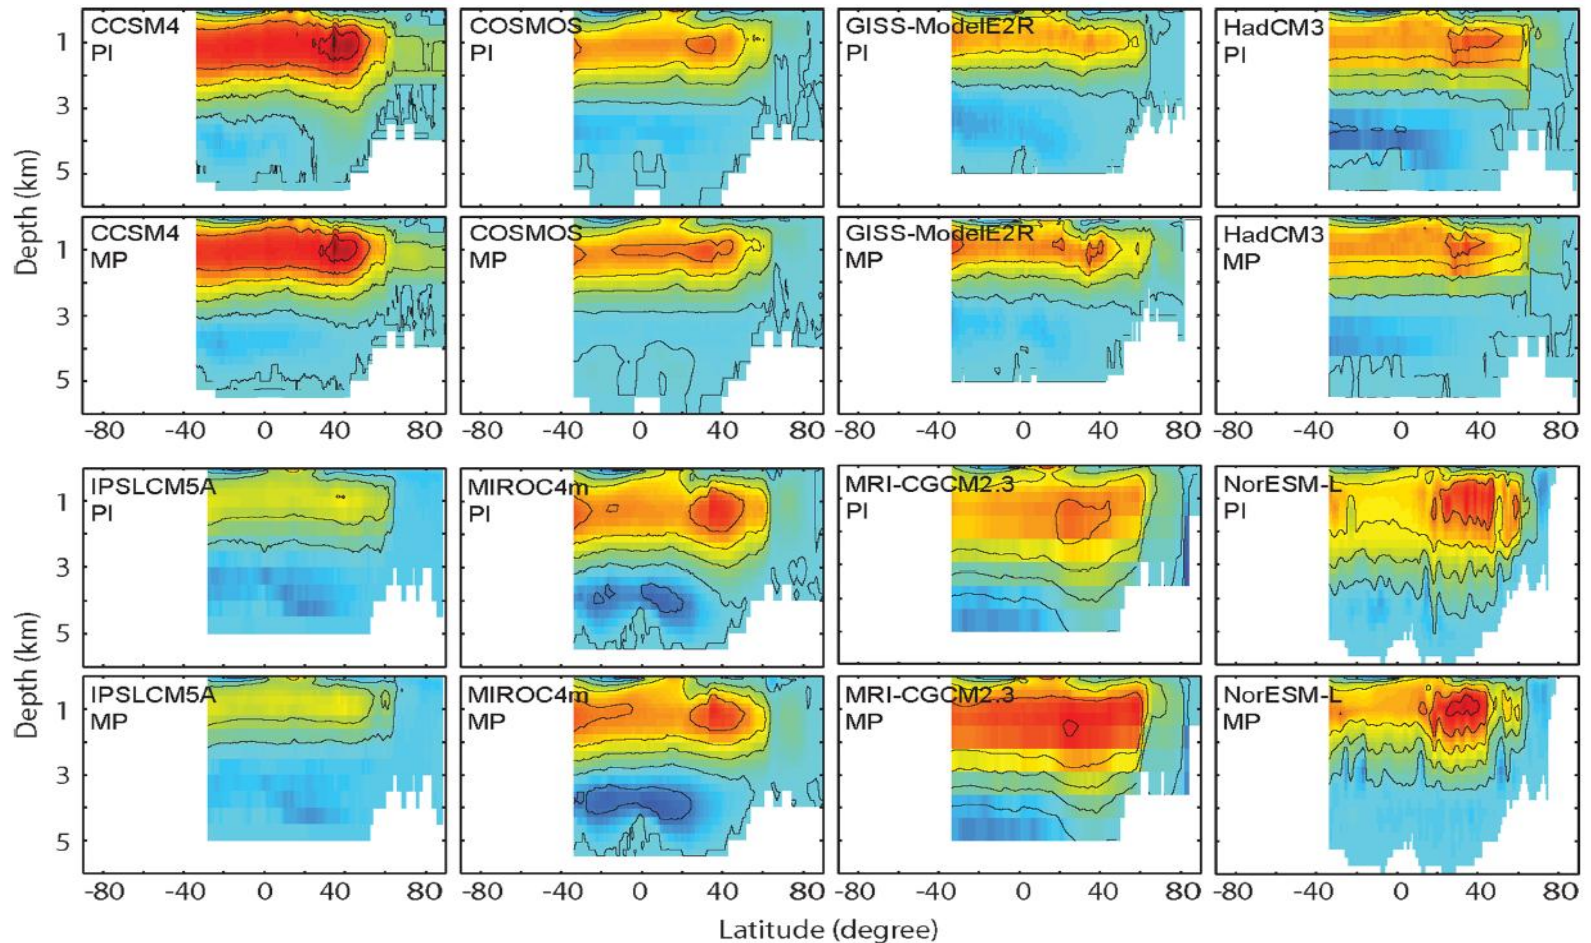 CCSM4
PI
COSMOS
PI
GISS-ModelE2R
PI
HadCM3
PI
1
3
5
CCSM4
MP
COSMOS
MP
GISS-ModelE2R
MP
HadCM3
MP
1
3
5
Depth (km)
-80 -40 0 40 80 -80 -40 0 40 80 -80 -40 0 40 80 -80 -40 0 40 80
IPSLCM5A
PI
MIROC4m
PI
MRI-CGCM2.3
PI
NorESM-L
PI
1
3
5
IPSLCM5A
MP
MIROC4m
MP
MRI-CGCM2.3
MP
NorESM-L
MP
1
3
5
Depth (km)
-80 -40 0 40 80 -80 -40 0 40 80 -80 -40 0 40 80 -80 -40 0 40 80
Latitude (degree)